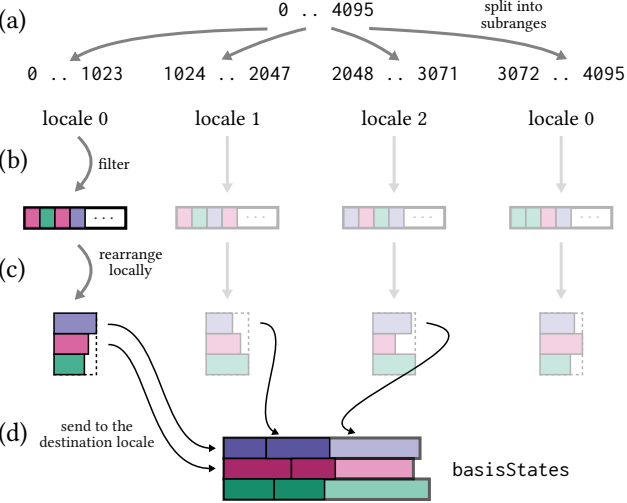 (a)
0 .. 4095
split into
subranges
0 .. 1023
1024 .. 2047
2048 .. 3071
3072 .. 4095
locale 0
locale 1
locale 2
locale 0
(b)
filter
...
...
...
...
(c)
rearrange
locally
(d)
send to the
destination locale
basisStates